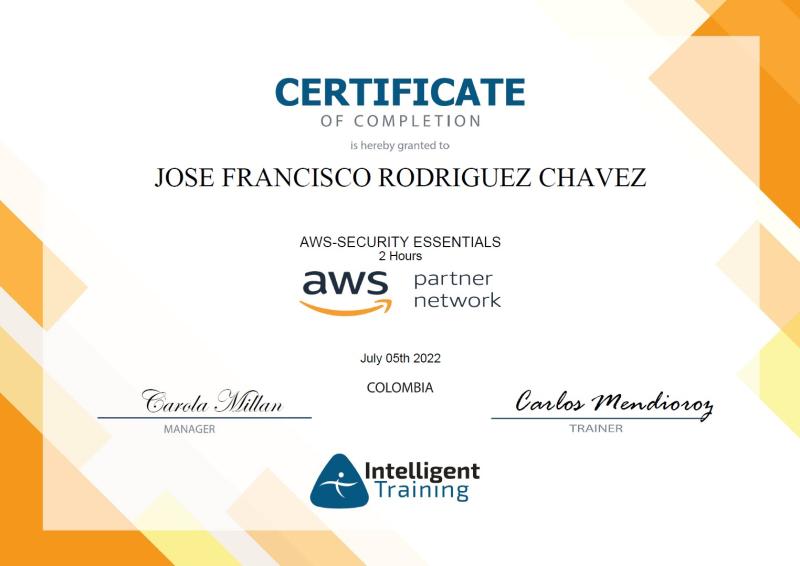 CERTIFICATE
OF COMPLETION
is hereby granted to
JOSE FRANCISCO RODRIGUEZ CHAVEZ
AWS-SECURITY ESSENTIALS
2 Hours
aws partner
network
July 05th 2022
COLOMBIA
Carola Millan
MANAGER
Carlos Mendioroz
TRAINER
Intelligent
Training